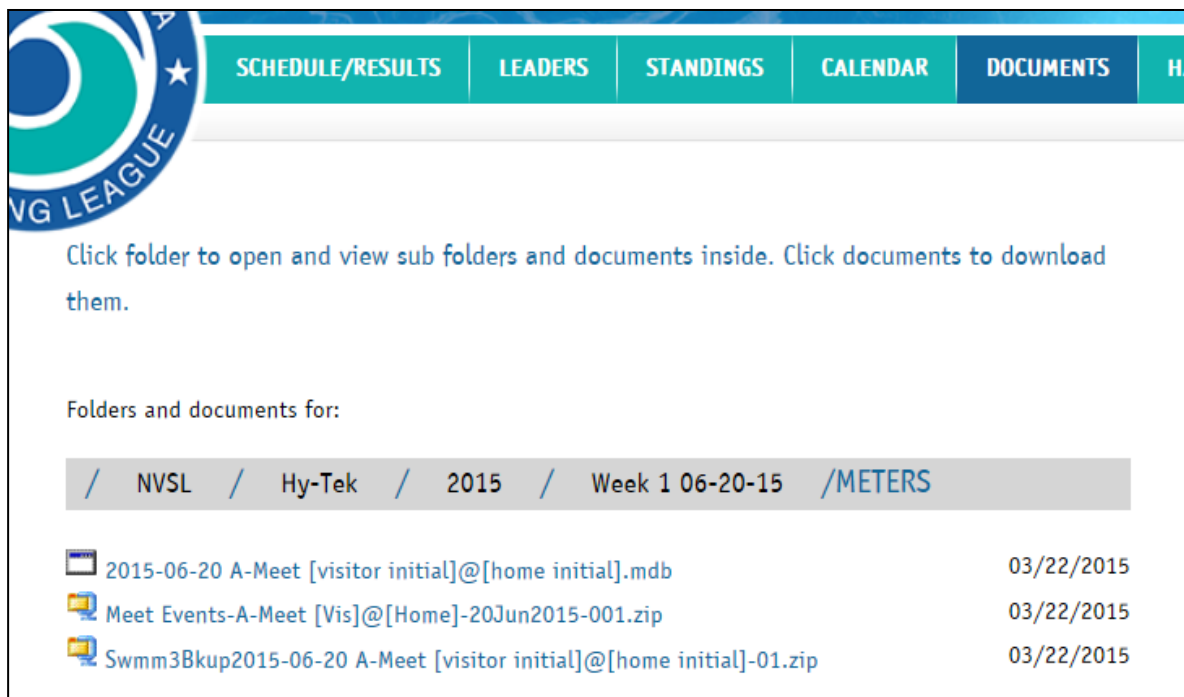 SCHEDULE/RESULTS LEADERS STANDINGS CALENDAR DOCUMENTS
NG LEAGUE
Click folder to open and view sub folders and documents inside. Click documents to download
them.
Folders and documents for:
/ NVSL / Hy-Tek / 2015 / Week 1 06-20-15 /METERS
2015-06-20 A-Meet [visitor initial]@[home initial].mdb 03/22/2015
Meet Events-A-Meet [Vis]@[Home]-20Jun2015-001.zip 03/22/2015
Swmm3Bkup2015-06-20 A-Meet [visitor initial]@[home initial]-01.zip 03/22/2015